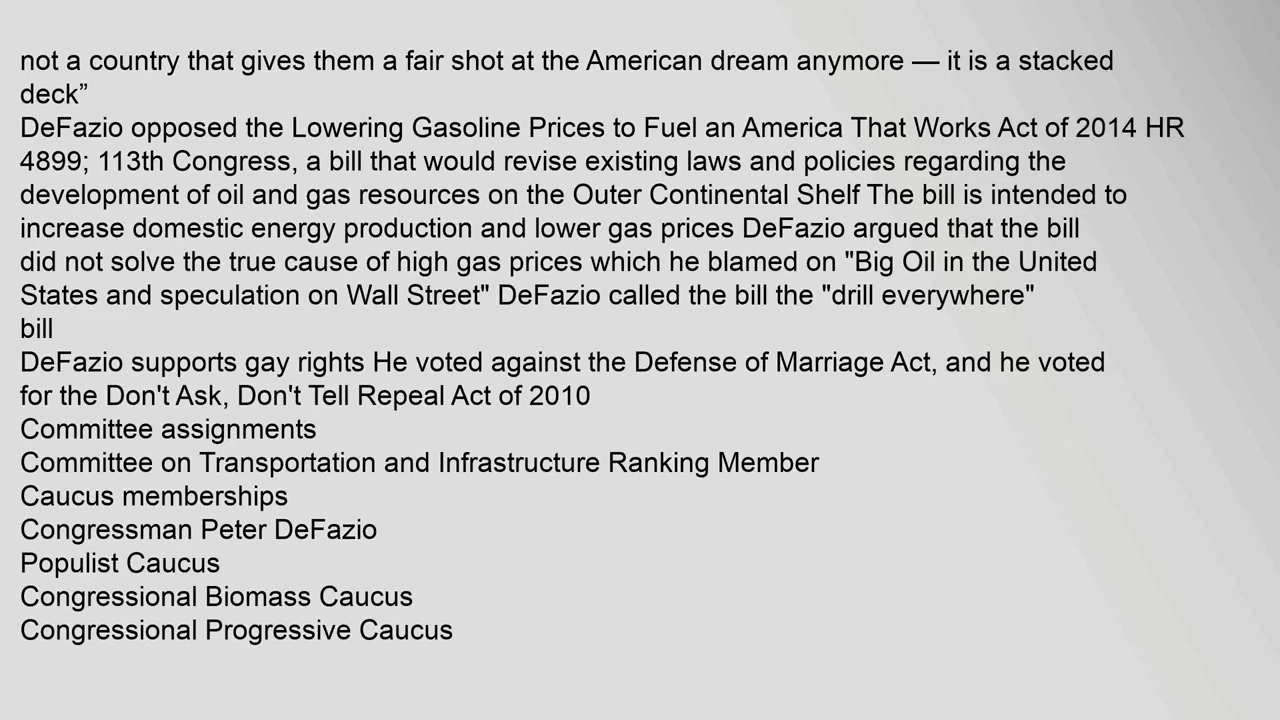 not a country that gives them a fair shot at the American dream anymore — it is a stacked
deck”
DeFazio opposed the Lowering Gasoline Prices to Fuel an America That Works Act of 2014 HR
4899; 113th Congress, a bill that would revise existing laws and policies regarding the
development of oil and gas resources on the Outer Continental Shelf The bill is intended to
increase domestic energy production and lower gas prices DeFazio argued that the bill
did not solve the true cause of high gas prices which he blamed on "Big Oil in the United
States and speculation on Wall Street" DeFazio called the bill the "drill everywhere"
bill
DeFazio supports gay rights He voted against the Defense of Marriage Act, and he voted
for the Don't Ask, Don't Tell Repeal Act of 2010
Committee assignments
Committee on Transportation and Infrastructure Ranking Member
Caucus memberships
Congressman Peter DeFazio
Populist Caucus
Congressional Biomass Caucus
Congressional Progressive Caucus